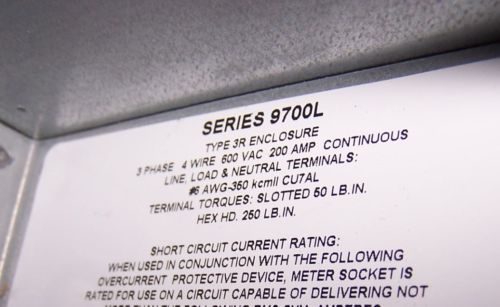 SERIES 9700L
TYPE 3R ENCLOSURE
3 PHASE 4 WIRE 600 VAC 200 AMP CONTINUOUS
LINE, LOAD & NEUTRAL TERMINALS:
#6 AWG-350 kcmil CU7AL
TERMINAL TORQUES: SLOTTED 50 LB.IN.
HEX HD. 250 LB.IN.
SHORT CIRCUIT CURRENT RATING:
WHEN USED IN CONJUNCTION WITH THE FOLLOWING
OVERCURRENT PROTECTIVE DEVICE, METER SOCKET IS
RATED FOR USE ON A CIRCUIT CAPABLE OF DELIVERING NOT